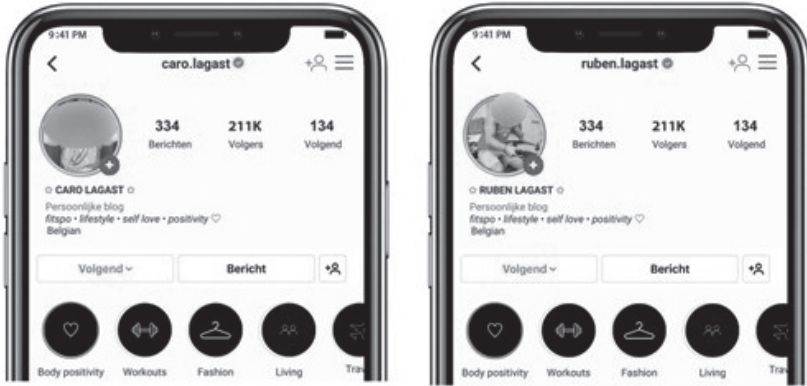 9:41 PM
caro.lagast
334 211K 134
Berichten Volgers Volgend
☆ CARO LAGAST ☆
Persoonlijke blog
fitspo • lifestyle • self love • positivity ♡
Belgian
Volgend Bericht
Body positivity Workouts Fashion Living Trav
9:41 PM
ruben.lagast
334 211K 134
Berichten Volgers Volgend
☆ RUBEN LAGAST ☆
Persoonlijke blog
fitspo • lifestyle • self love • positivity ♡
Belgian
Volgend Bericht
Body positivity Workouts Fashion Living Trav